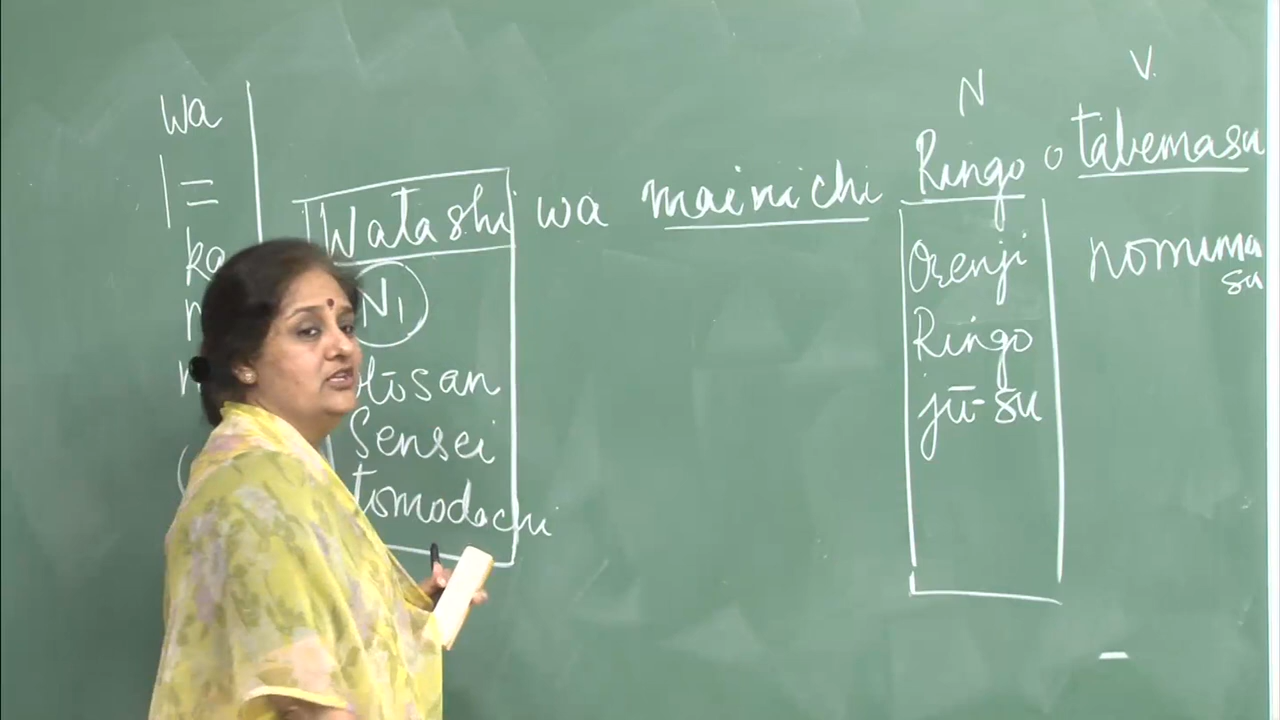 wa
N V.
Watashi wa mainichi Ringo o tabemasu
N1
Orenji nomimasu
Ringo
jū-su
Sensei
tomodachi